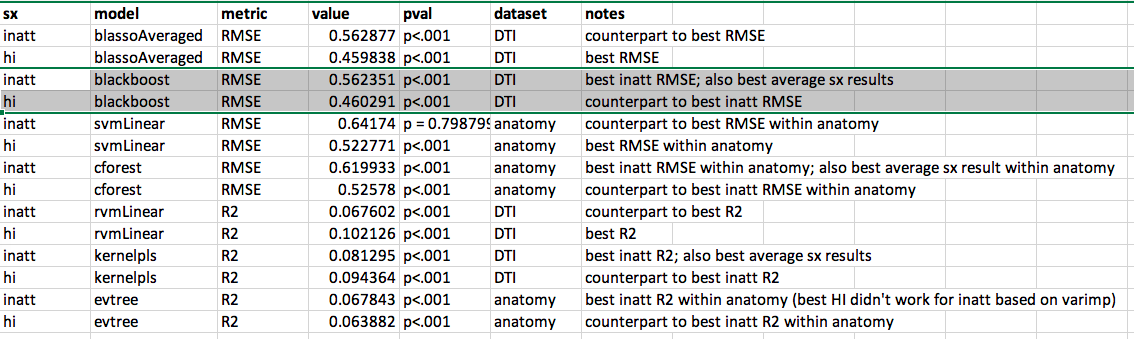 sx model metric value pval dataset notes
inatt blassoAveraged RMSE 0.562877 p<.001 DTI counterpart to best RMSE
hi blassoAveraged RMSE 0.459838 p<.001 DTI best RMSE
inatt blackboost RMSE 0.562351 p<.001 DTI best inatt RMSE; also best average sx results
hi blackboost RMSE 0.460291 p<.001 DTI counterpart to best inatt RMSE
inatt svmLinear RMSE 0.64174 p = 0.798799 anatomy counterpart to best RMSE within anatomy
hi svmLinear RMSE 0.522771 p<.001 anatomy best RMSE within anatomy
inatt cforest RMSE 0.619933 p<.001 anatomy best inatt RMSE within anatomy; also best average sx result within anatomy
hi cforest RMSE 0.52578 p<.001 anatomy counterpart to best inatt RMSE within anatomy
inatt rvmLinear R2 0.067602 p<.001 DTI counterpart to best R2
hi rvmLinear R2 0.102126 p<.001 DTI best R2
inatt kernelpls R2 0.081295 p<.001 DTI best inatt R2; also best average sx results
hi kernelpls R2 0.094364 p<.001 DTI counterpart to best inatt R2
inatt evtree R2 0.067843 p<.001 anatomy best inatt R2 within anatomy (best HI didn't work for inatt based on varimp)
hi evtree R2 0.063882 p<.001 anatomy counterpart to best inatt R2 within anatomy